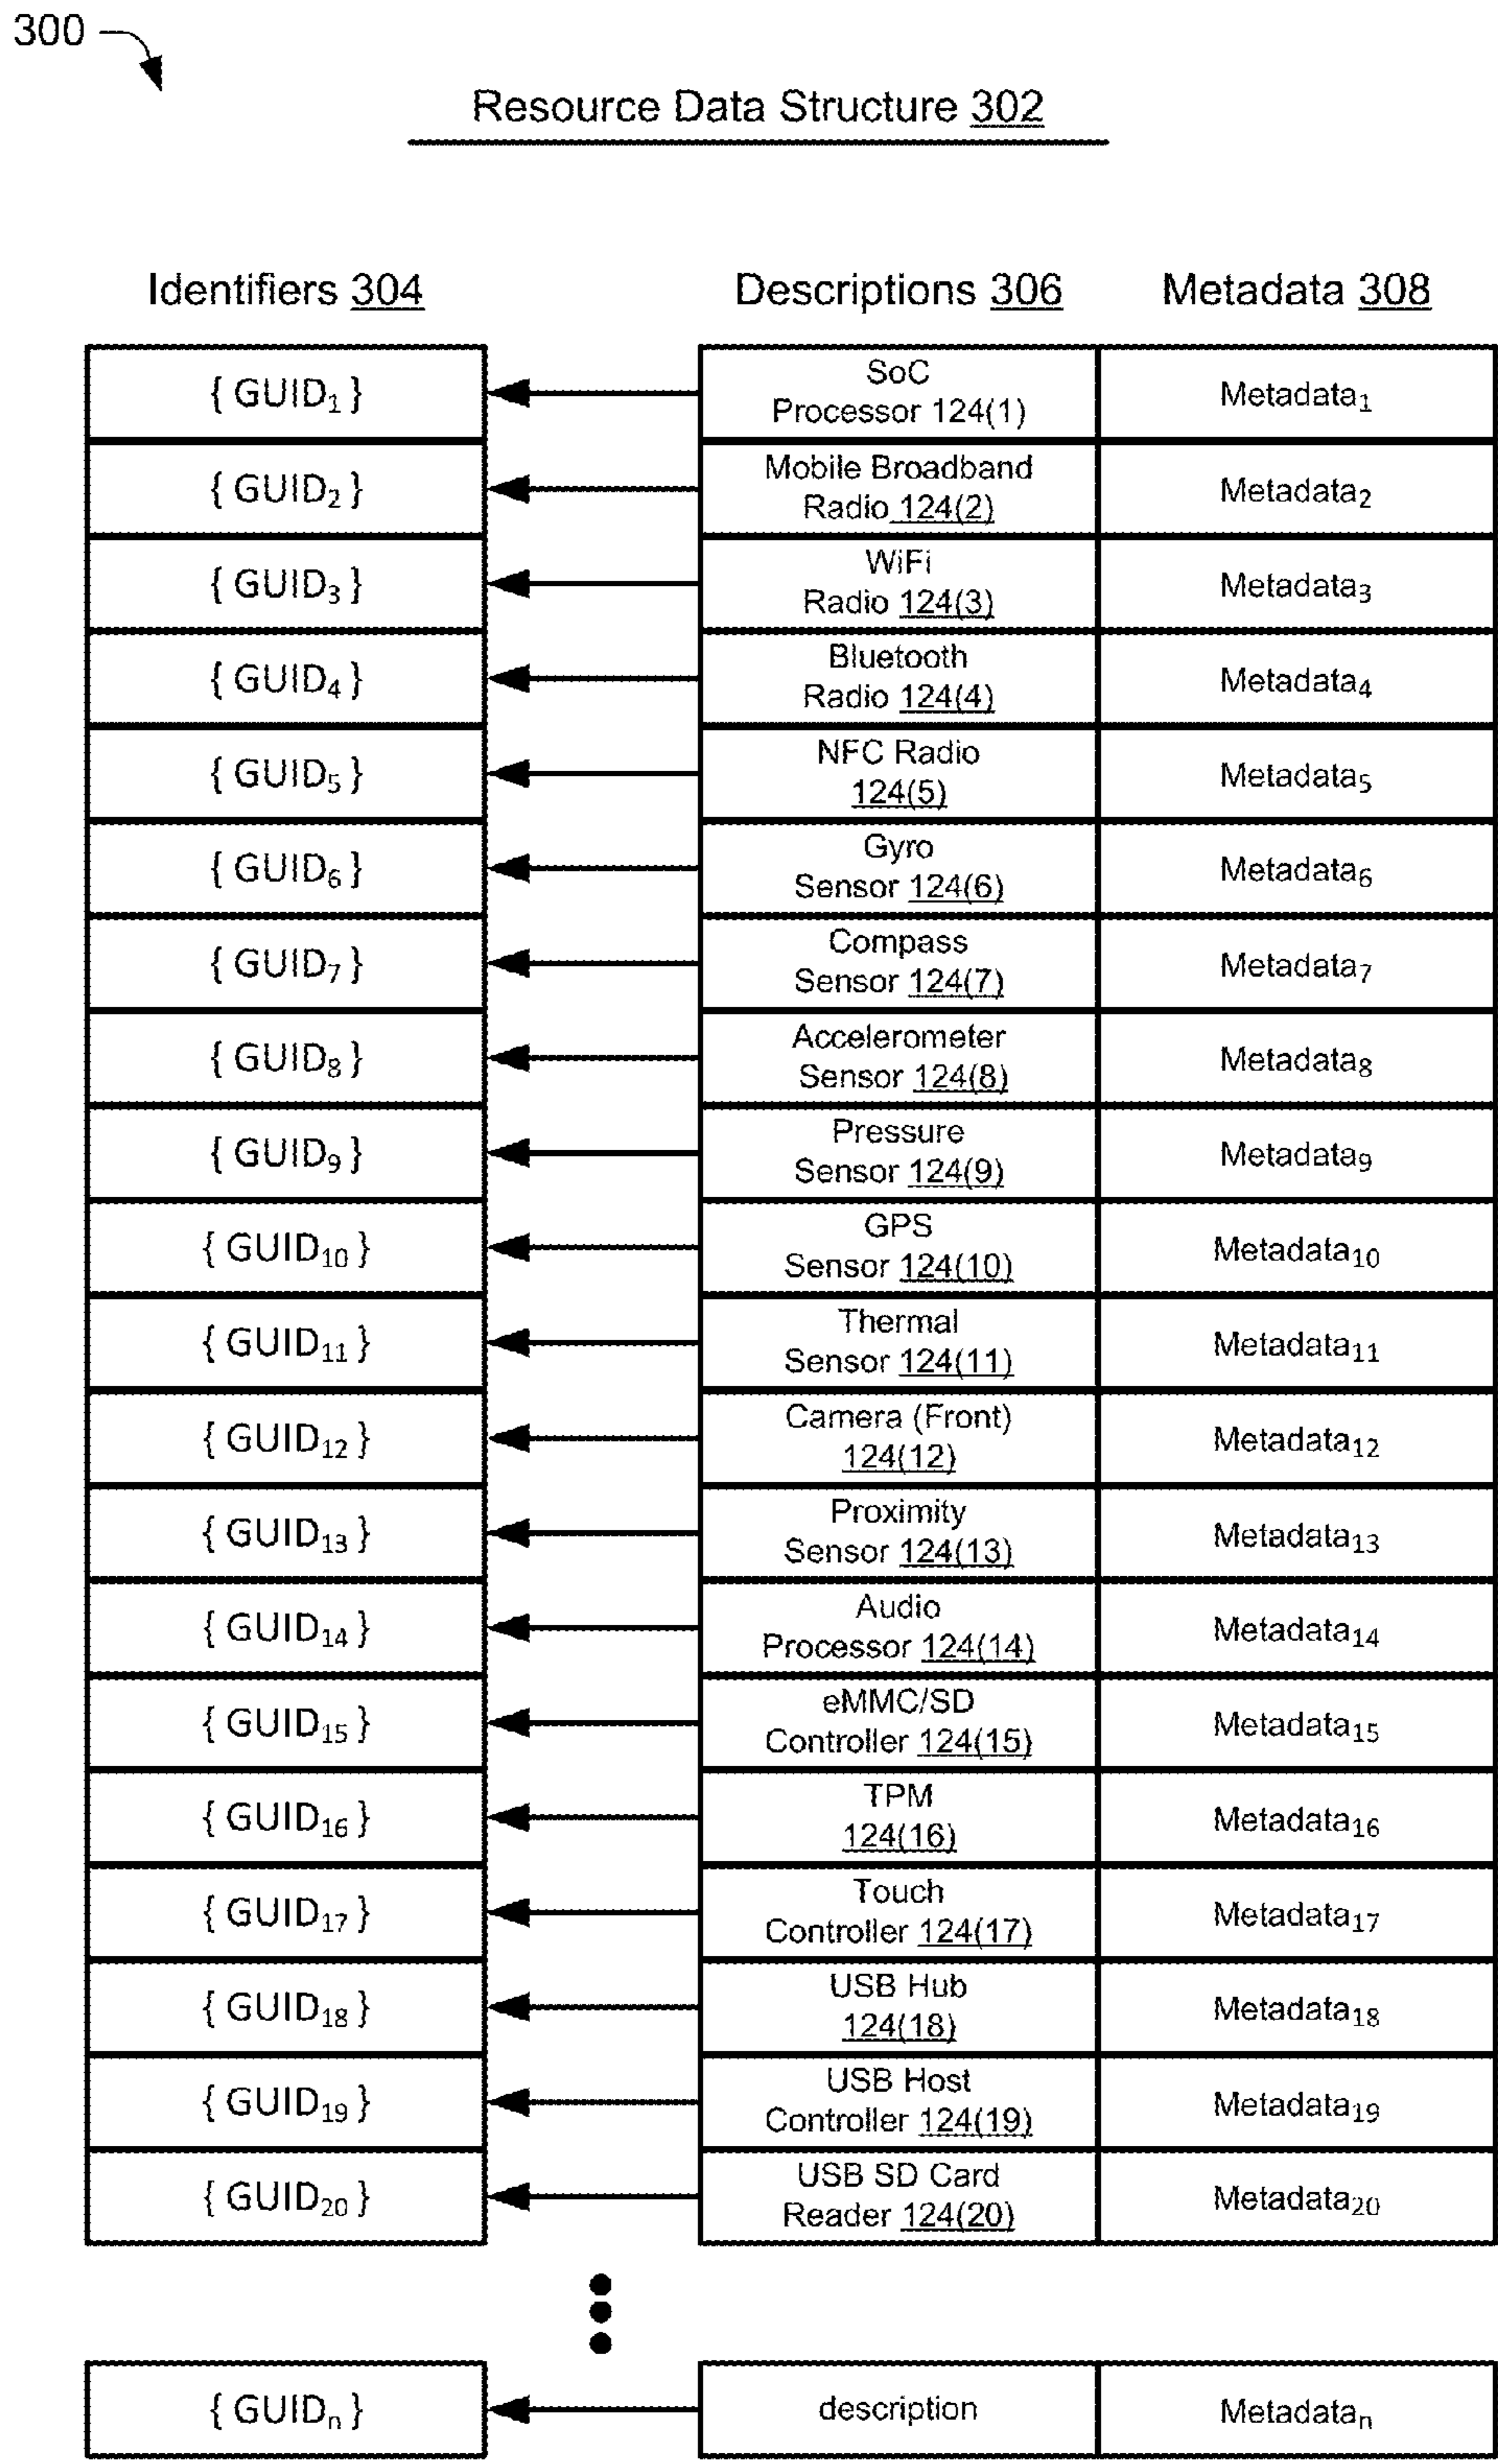 300
Resource Data Structure 302
Identifiers 304
Descriptions 306
Metadata 308
{ GUID₁ }
SoC
Processor 124(1)
Metadata₁
{ GUID₂ }
Mobile Broadband
Radio 124(2)
Metadata₂
{ GUID₃ }
WiFi
Radio 124(3)
Metadata₃
{ GUID₄ }
Bluetooth
Radio 124(4)
Metadata₄
{ GUID₅ }
NFC Radio
124(5)
Metadata₅
{ GUID₆ }
Gyro
Sensor 124(6)
Metadata₆
{ GUID₇ }
Compass
Sensor 124(7)
Metadata₇
{ GUID₈ }
Accelerometer
Sensor 124(8)
Metadata₈
{ GUID₉ }
Pressure
Sensor 124(9)
Metadata₉
{ GUID₁₀ }
GPS
Sensor 124(10)
Metadata₁₀
{ GUID₁₁ }
Thermal
Sensor 124(11)
Metadata₁₁
{ GUID₁₂ }
Camera (Front)
124(12)
Metadata₁₂
{ GUID₁₃ }
Proximity
Sensor 124(13)
Metadata₁₃
{ GUID₁₄ }
Audio
Processor 124(14)
Metadata₁₄
{ GUID₁₅ }
eMMC/SD
Controller 124(15)
Metadata₁₅
{ GUID₁₆ }
TPM
124(16)
Metadata₁₆
{ GUID₁₇ }
Touch
Controller 124(17)
Metadata₁₇
{ GUID₁₈ }
USB Hub
124(18)
Metadata₁₈
{ GUID₁₉ }
USB Host
Controller 124(19)
Metadata₁₉
{ GUID₂₀ }
USB SD Card
Reader 124(20)
Metadata₂₀
{ GUIDₙ }
description
Metadataₙ